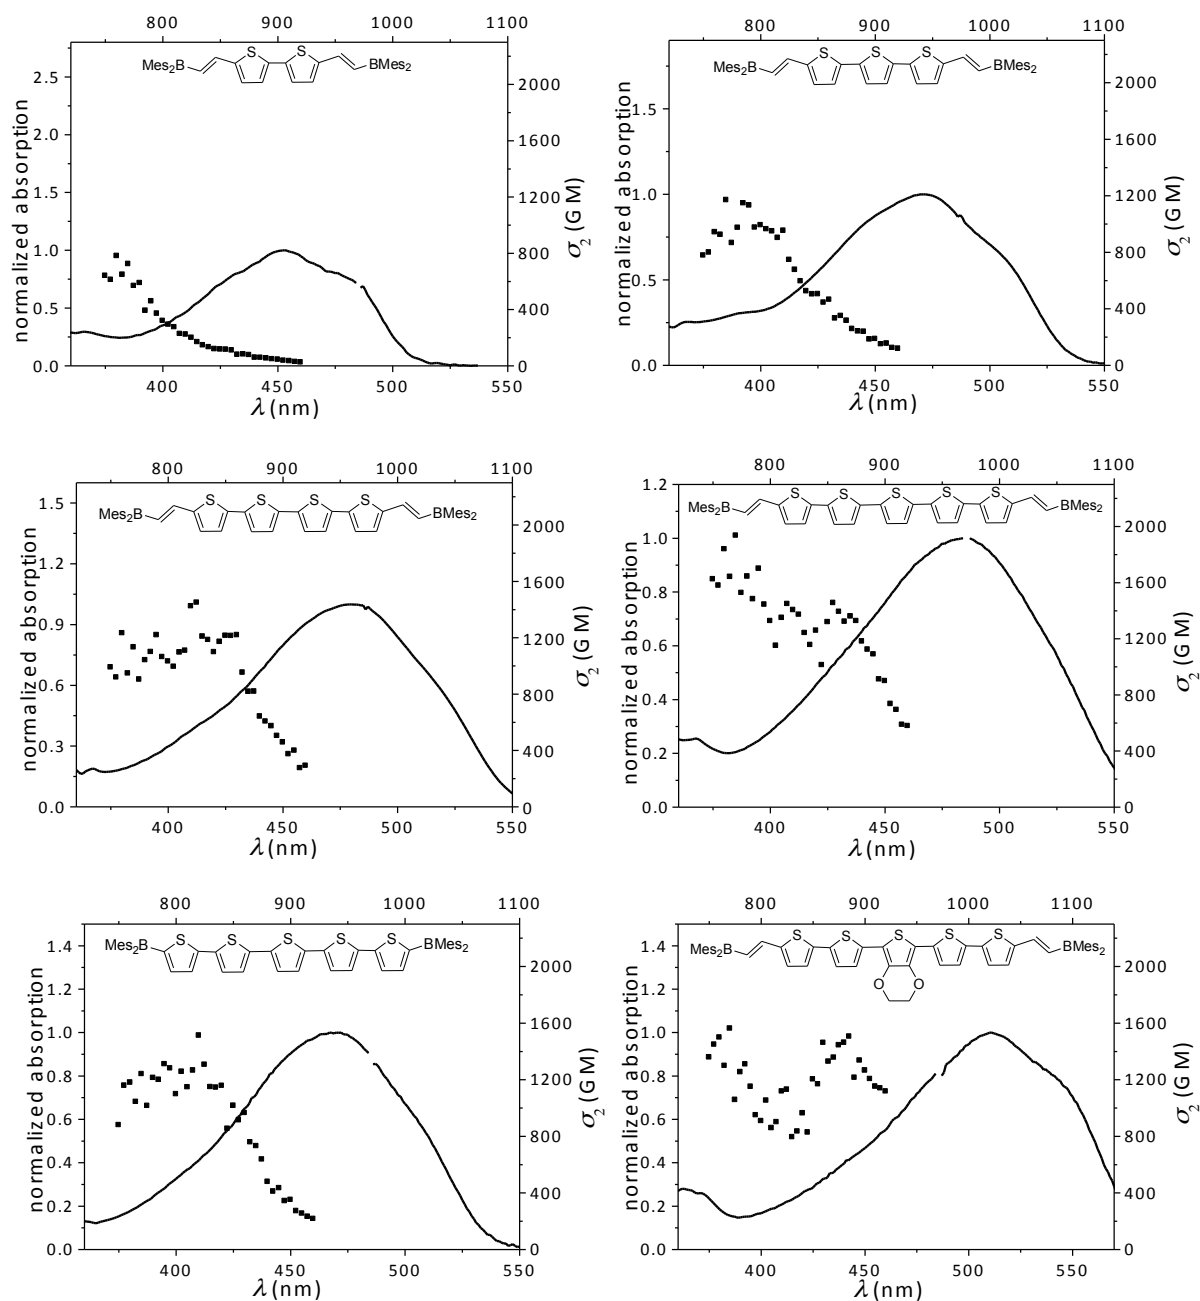 800 900 1000 1100
2.5
2.0
1.5
1.0
0.5
0.0
normalized absorption
Mes2B S S BMes2
2000
1600
1200
800
400
0
σ2 (GM)
400 450 500 550
λ (nm)
800 900 1000 1100
1.5
1.0
0.5
0.0
normalized absorption
Mes2B S S S BMes2
2000
1600
1200
800
400
0
σ2 (GM)
400 450 500 550
λ (nm)
800 900 1000 1100
1.5
1.2
0.9
0.6
0.3
0.0
normalized absorption
Mes2B S S S S BMes2
2000
1600
1200
800
400
0
σ2 (GM)
400 450 500 550
λ (nm)
800 900 1000 1100
1.2
1.0
0.8
0.6
0.4
0.2
0.0
normalized absorption
Mes2B S S S S S BMes2
2000
1600
1200
800
400
0
σ2 (GM)
400 450 500 550
λ (nm)
800 900 1000 1100
1.4
1.2
1.0
0.8
0.6
0.4
0.2
0.0
normalized absorption
Mes2B S S S S S BMes2
2000
1600
1200
800
400
0
σ2 (GM)
400 450 500 550
λ (nm)
800 900 1000 1100
1.4
1.2
1.0
0.8
0.6
0.4
0.2
0.0
normalized absorption
Mes2B S S S S S BMes2
O O
2000
1600
1200
800
400
0
σ2 (GM)
400 450 500 550
λ (nm)